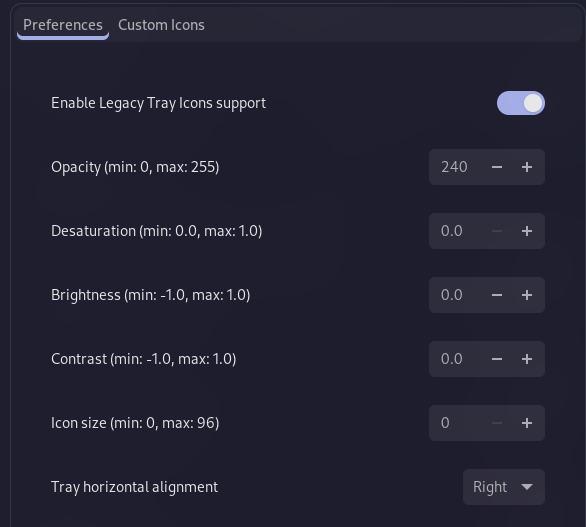 Preferences Custom Icons
Enable Legacy Tray Icons support
Opacity (min: 0, max: 255) 240 − +
Desaturation (min: 0.0, max: 1.0) 0.0 − +
Brightness (min: -1.0, max: 1.0) 0.0 − +
Contrast (min: -1.0, max: 1.0) 0.0 − +
Icon size (min: 0, max: 96) 0 − +
Tray horizontal alignment Right